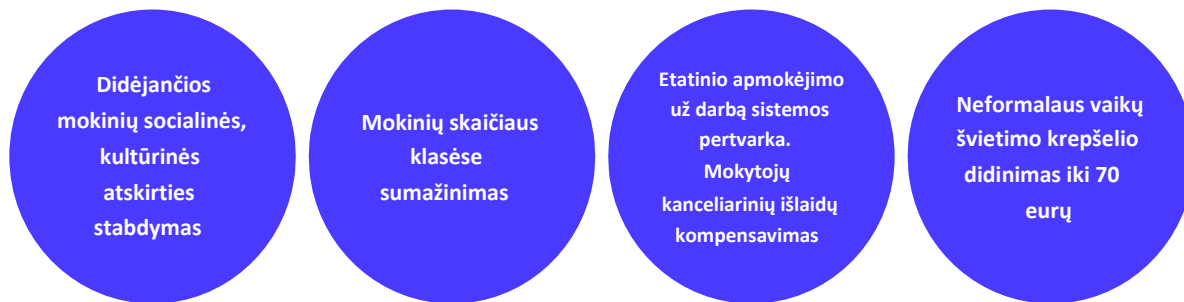 Didėjančios
mokinių socialinės,
kultūrinės
atskirties
stabdymas
Mokinių skaičiaus
klasėse
sumažinimas
Etatinio apmokėjimo
už darbą sistemos
pertvarka.
Mokytojų
kanceliarinių išlaidų
kompensavimas
Neformalaus vaikų
švietimo krepšelio
didinimas iki 70
eurų